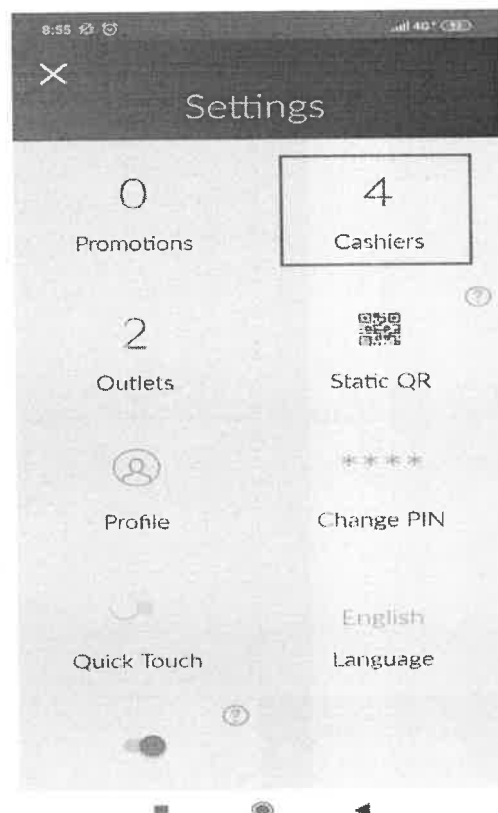 8:55
Settings
0
4
Promotions
Cashiers
2
Outlets
Static QR
****
Profile
Change PIN
English
Quick Touch
Language